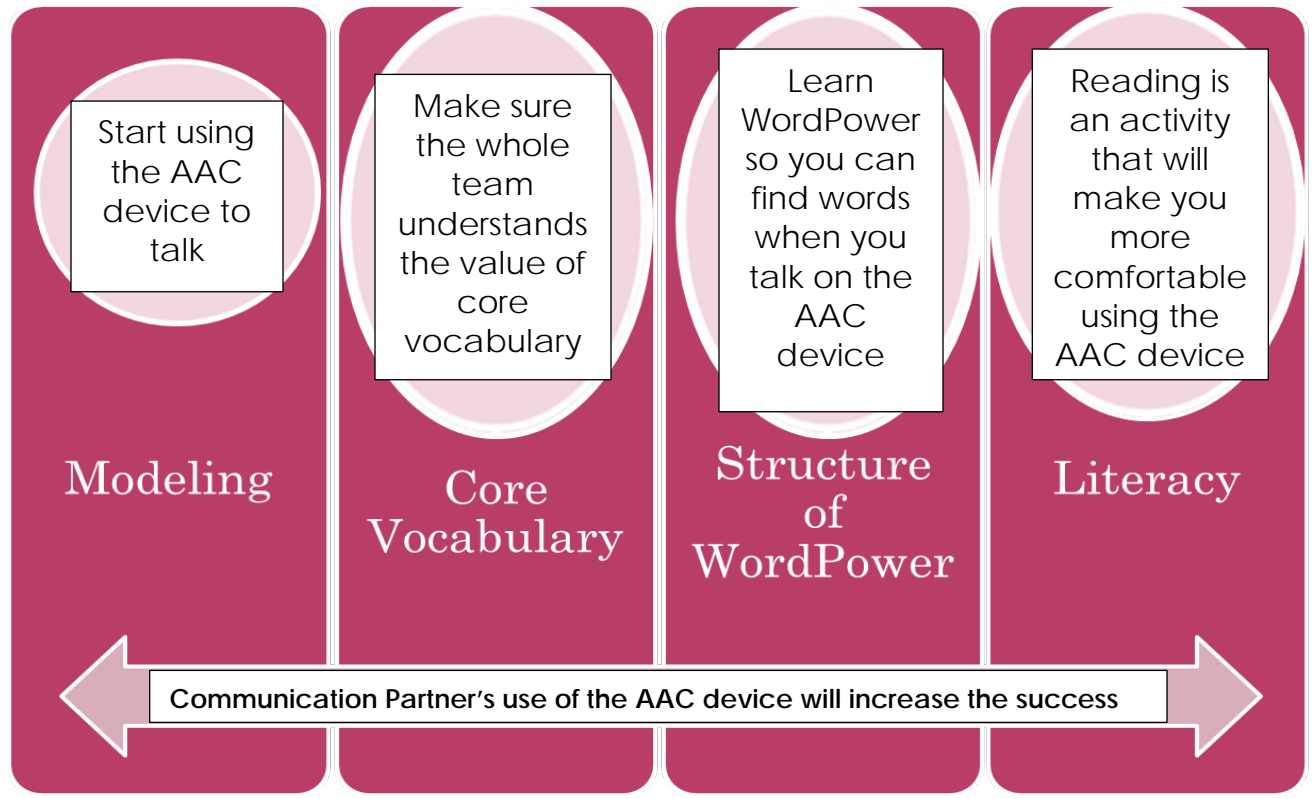 Start using
the AAC
device to
talk
Modeling
Make sure
the whole
team
understands
the value of
core
vocabulary
Core
Vocabulary
Learn
WordPower
so you can
find words
when you
talk on the
AAC
device
Structure
of
WordPower
Reading is
an activity
that will
make you
more
comfortable
using the
AAC device
Literacy
Communication Partner’s use of the AAC device will increase the success